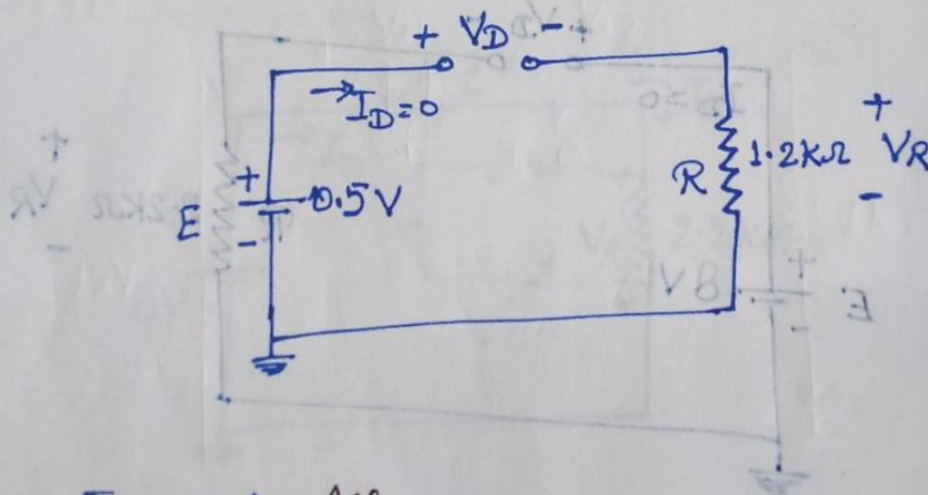 + VD -
→ ID=0
+
E
0.5V
-
R
1.2kΩ
+
VR
-